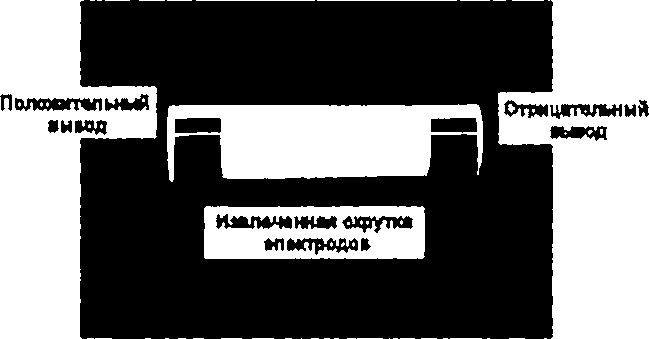 Положительный
вывод
Отрицательный
вывод
Извлеченная скрутка
электродов